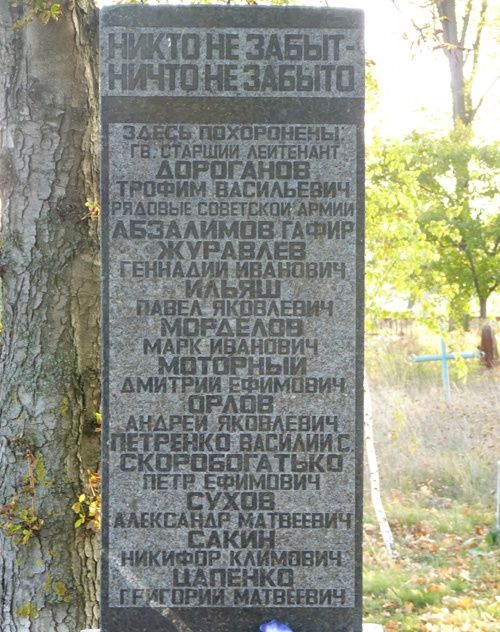 НИКТО НЕ ЗАБЫТ-
НИЧТО НЕ ЗАБЫТО
ЗДЕСЬ ПОХОРОНЕНЫ:
ГВ. СТАРШИЙ ЛЕЙТЕНАНТ
ДОРОГАНОВ
ТРОФИМ ВАСИЛЬЕВИЧ
РЯДОВЫЕ СОВЕТСКОЙ АРМИИ
АБЗАЛИМОВ ГАФИР
ЖУРАВЛЕВ
ГЕННАДИЙ ИВАНОВИЧ
ИЛЬЯШ
ПАВЕЛ ЯКОВЛЕВИЧ
МОРДЕЛОВ
МАРК ИВАНОВИЧ
МОТОРНЫЙ
ДМИТРИЙ ЕФИМОВИЧ
ОРЛОВ
АНДРЕЙ ЯКОВЛЕВИЧ
ПЕТРЕНКО ВАСИЛИЙ С.
СКОРОБОГАТЬКО
ПЕТР ЕФИМОВИЧ
СУХОВ
АЛЕКСАНДР МАТВЕЕВИЧ
САКИН
НИКИФОР КЛИМОВИЧ
ЦАПЕНКО
ГРИГОРИЙ МАТВЕЕВИЧ